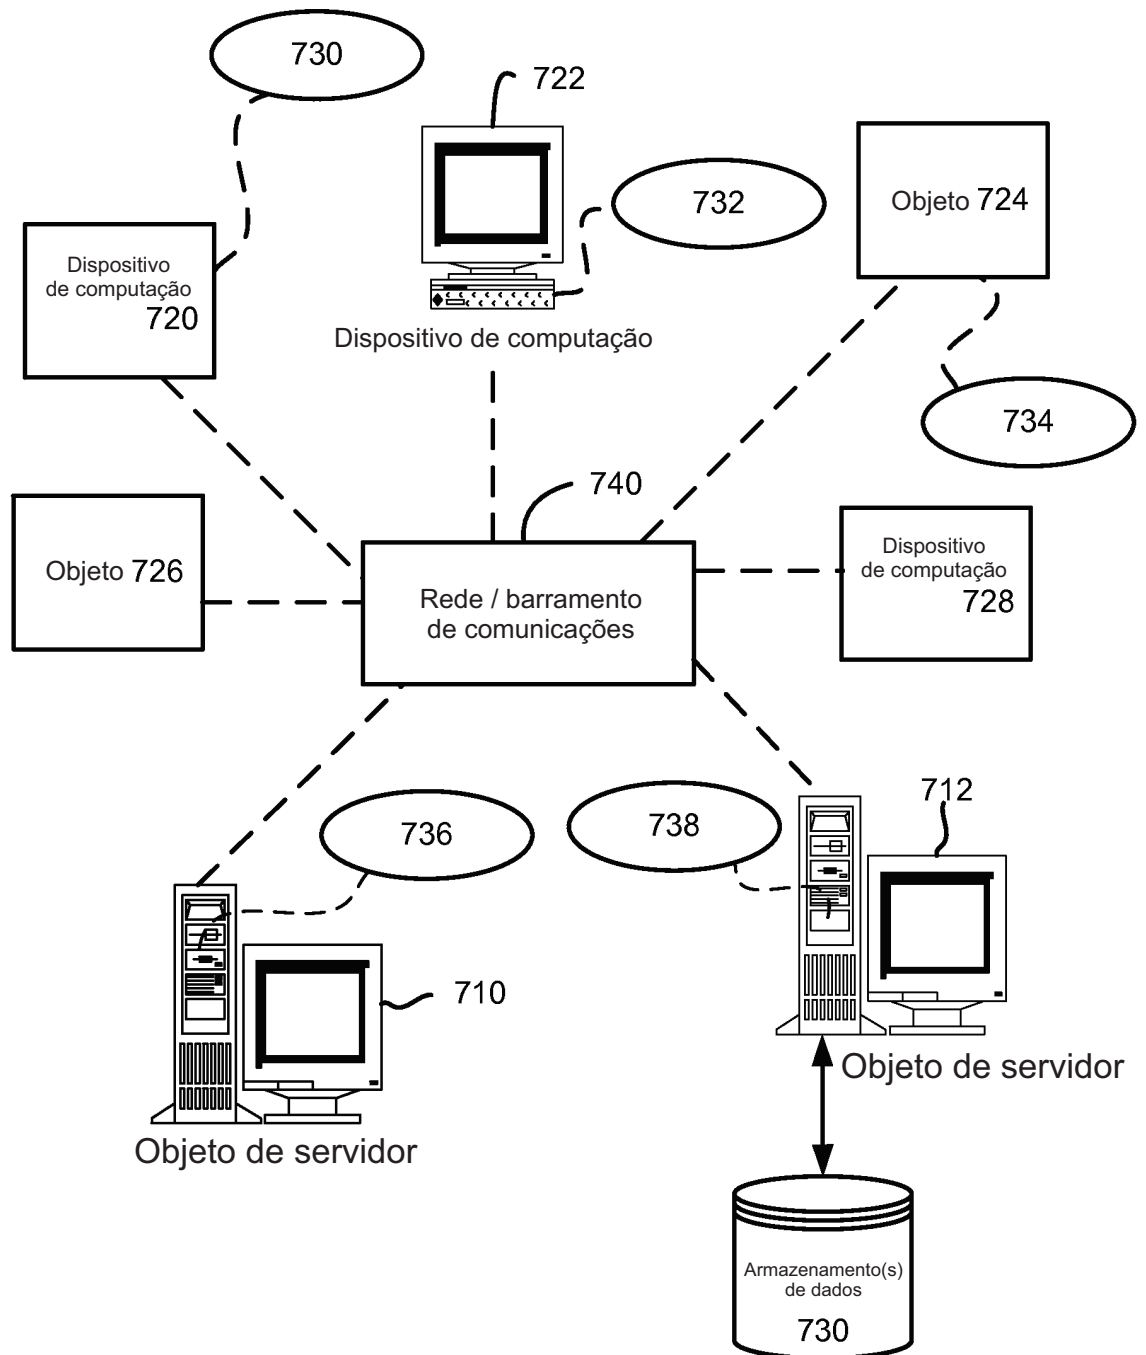 730
722
732
Objeto 724
Dispositivo
de computação
720
Dispositivo de computação
734
740
Objeto 726
Dispositivo
de computação
728
Rede / barramento
de comunicações
736
738
712
710
Objeto de servidor
Objeto de servidor
Armazenamento(s)
de dados
730